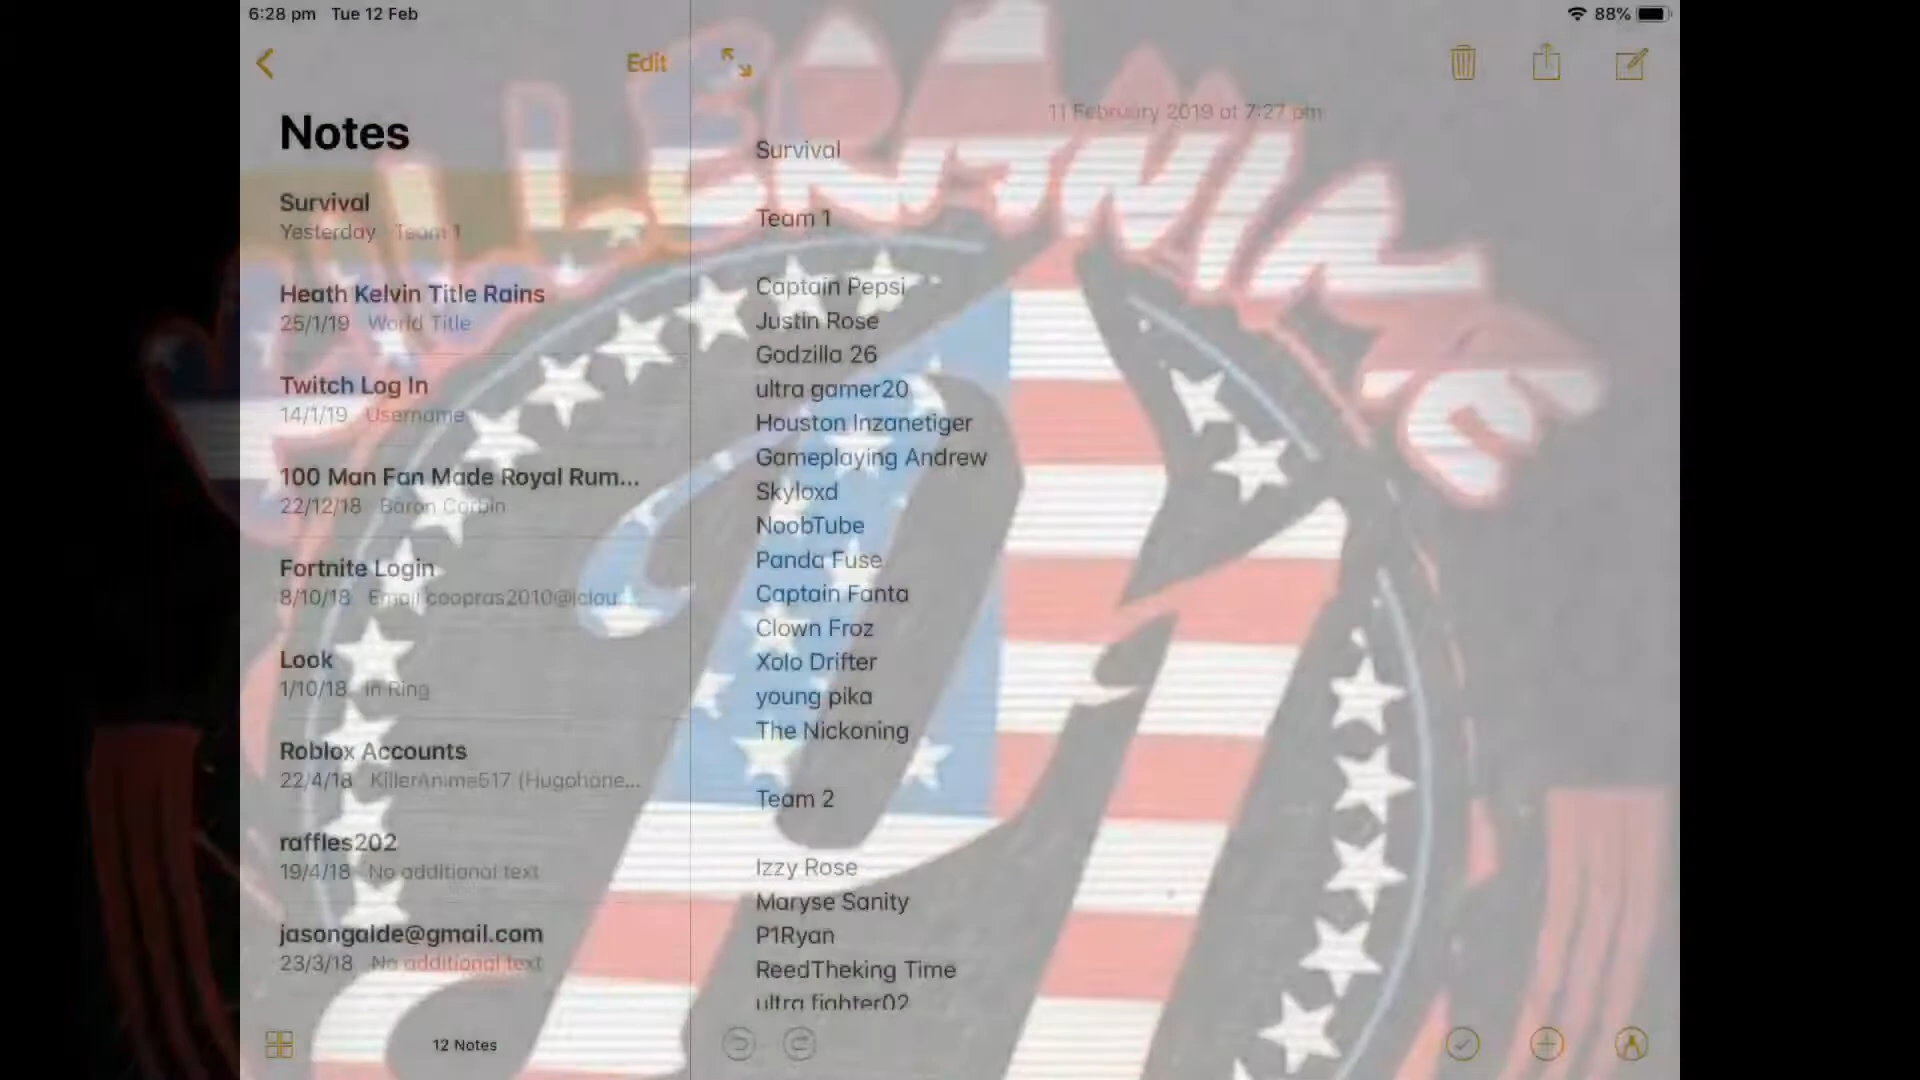 6:28 pm Tue 12 Feb
88%
Edit
Notes
Survival
Yesterday Team 1
Heath Kelvin Title Rains
25/1/19 World Title
Twitch Log In
14/1/19 Username
100 Man Fan Made Royal Rum...
22/12/18 Baron Corbin
Fortnite Login
8/10/18 Email coopras2010@iclou...
Look
1/10/18 In Ring
Roblox Accounts
22/4/18 KillerAnime517 (Hugohane...
raffles202
19/4/18 No additional text
jasongalde@gmail.com
23/3/18 No additional text
12 Notes
11 February 2019 at 7:27 pm
Survival
Team 1
Captain Pepsi
Justin Rose
Godzilla 26
ultra gamer20
Houston Inzanetiger
Gameplaying Andrew
Skyloxd
NoobTube
Panda Fuse
Captain Fanta
Clown Froz
Xolo Drifter
young pika
The Nickoning
Team 2
Izzy Rose
Maryse Sanity
P1Ryan
ReedTheking Time
ultra fighter02